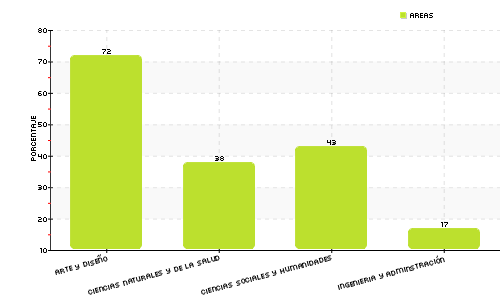 AREAS
80
70
60
50
40
30
20
10
PORCENTAJE
72
38
43
17
ARTE Y DISEÑO
CIENCIAS NATURALES Y DE LA SALUD
CIENCIAS SOCIALES Y HUMANIDADES
INGENIERIA Y ADMINSTRACIÓN